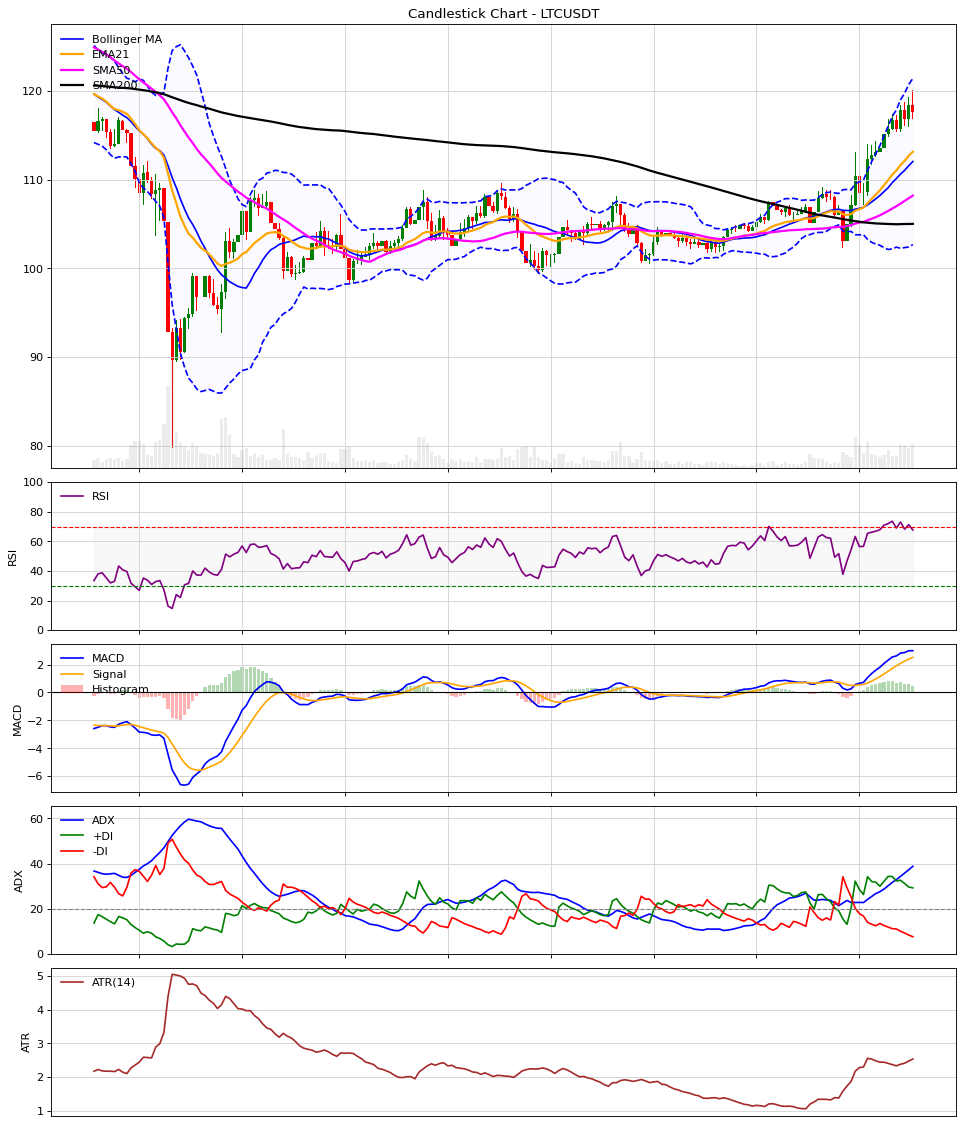 Candlestick Chart - LTCUSDT
Bollinger MA
EMA21
SMA50
SMA200
120
110
100
90
80
RSI
100
80
60
40
20
0
RSI
MACD
Signal
Histogram
2
0
−2
−4
−6
MACD
ADX
+DI
-DI
60
40
20
0
ADX
ATR(14)
5
4
3
2
1
ATR